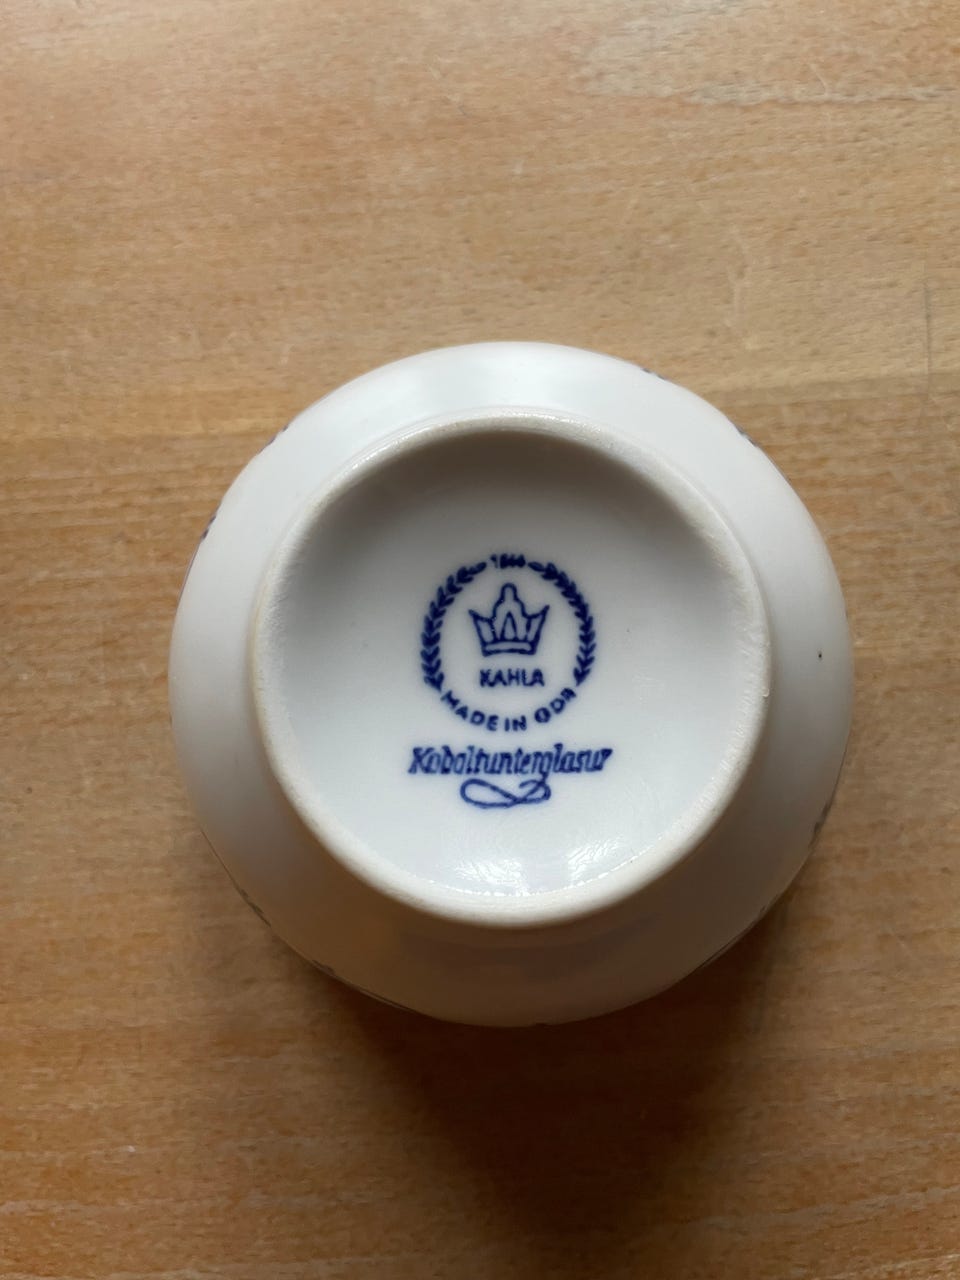 1844
KAHLA
MADE IN GDR
Kobaltunterglasur